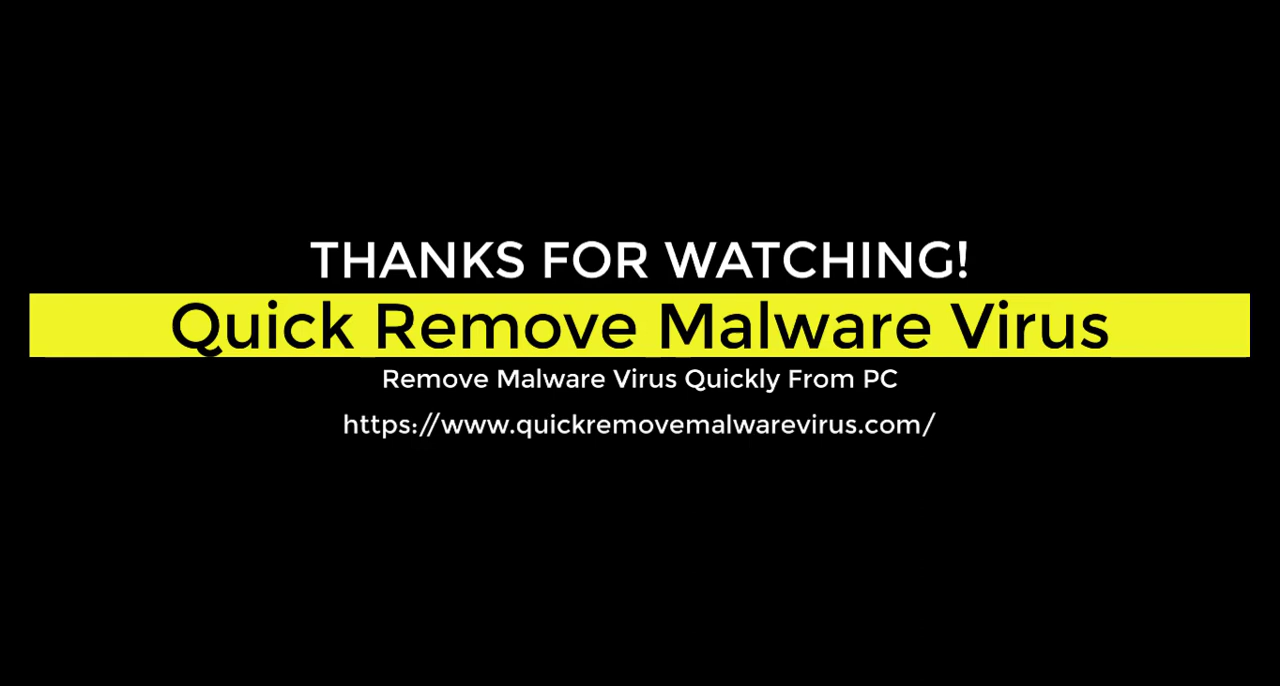 THANKS FOR WATCHING!
Quick Remove Malware Virus
Remove Malware Virus Quickly From PC
https://www.quickremovemalwarevirus.com/